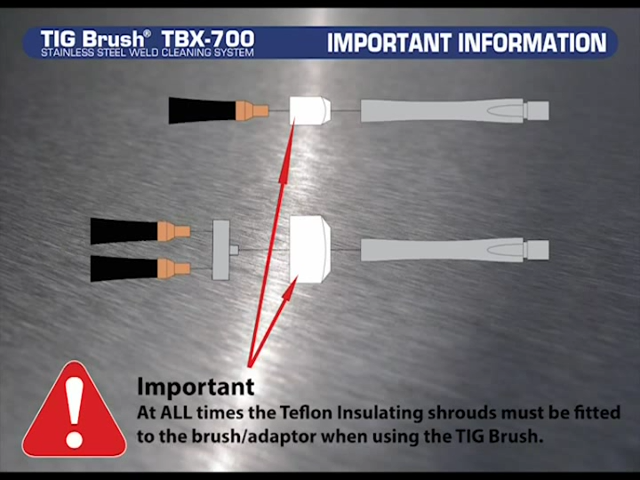 TIG Brush® TBX-700
STAINLESS STEEL WELD CLEANING SYSTEM
IMPORTANT INFORMATION
Important
At ALL times the Teflon Insulating shrouds must be fitted
to the brush/adaptor when using the TIG Brush.